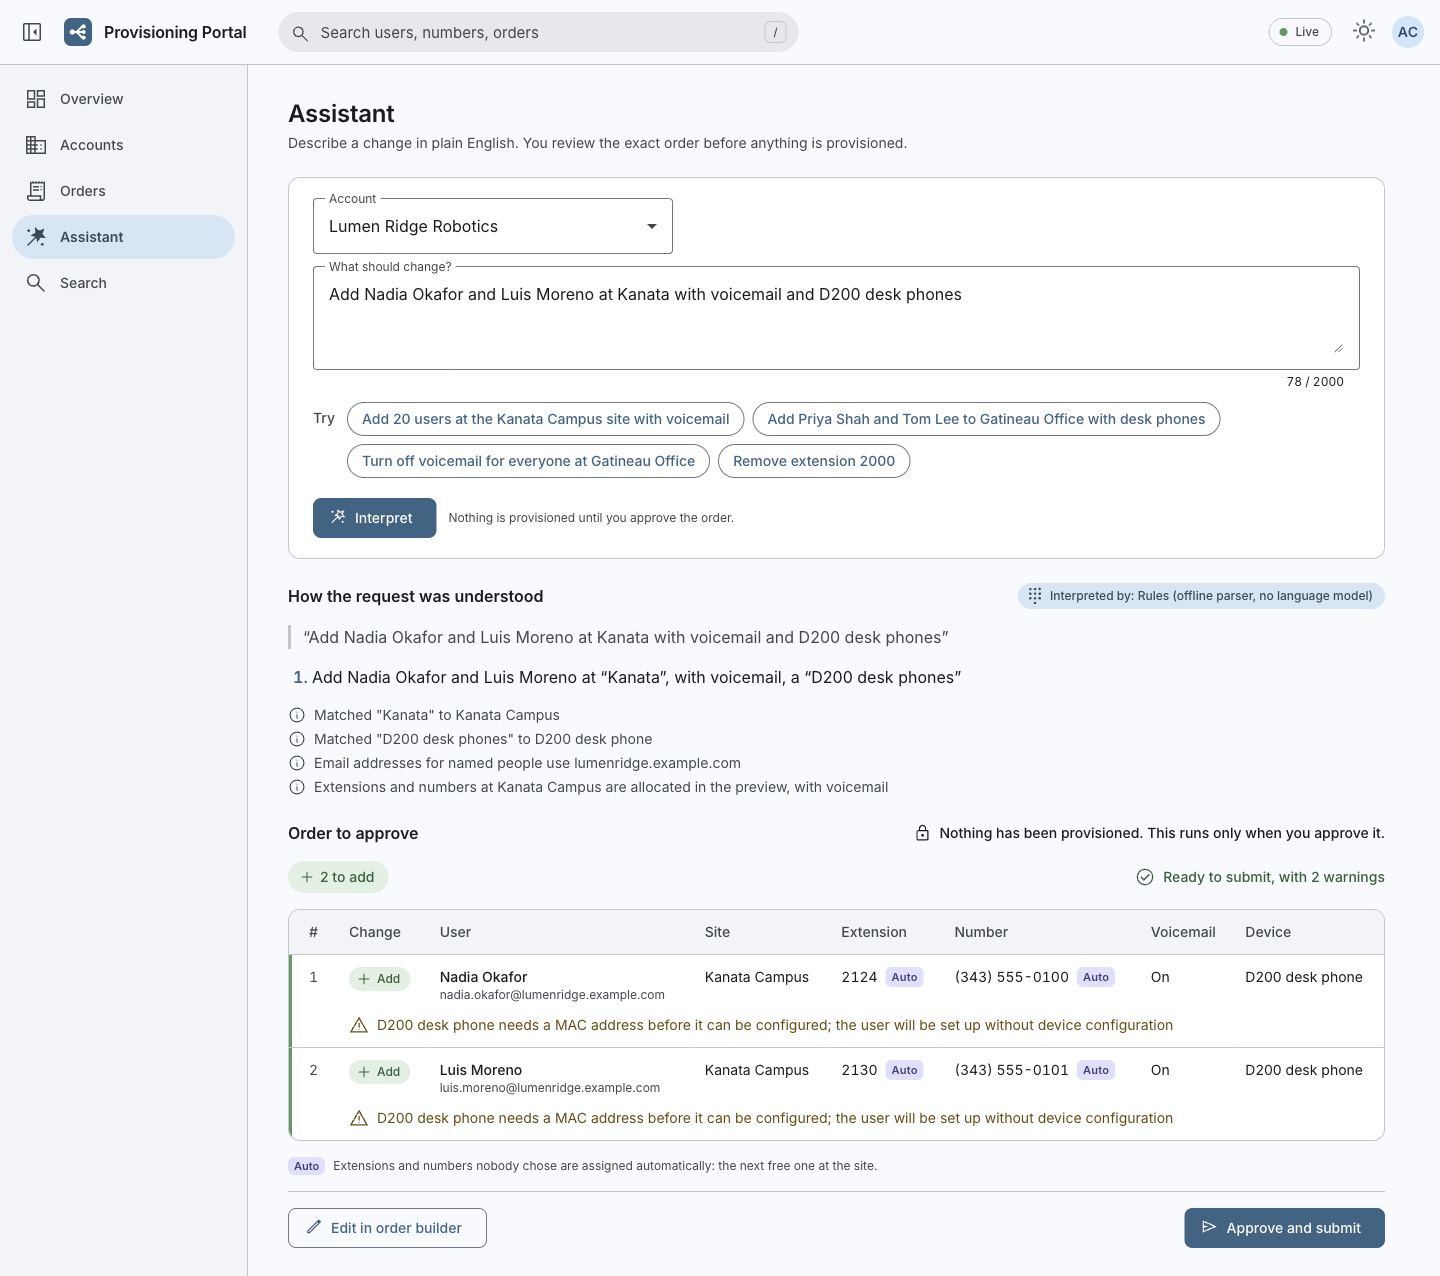 Provisioning Portal
Search users, numbers, orders
/
Live
AC
Overview
Accounts
Orders
Assistant
Search
Assistant
Describe a change in plain English. You review the exact order before anything is provisioned.
Account
Lumen Ridge Robotics
What should change?
Add Nadia Okafor and Luis Moreno at Kanata with voicemail and D200 desk phones
78 / 2000
Try
Add 20 users at the Kanata Campus site with voicemail
Add Priya Shah and Tom Lee to Gatineau Office with desk phones
Turn off voicemail for everyone at Gatineau Office
Remove extension 2000
Interpret
Nothing is provisioned until you approve the order.
How the request was understood
Interpreted by: Rules (offline parser, no language model)
“Add Nadia Okafor and Luis Moreno at Kanata with voicemail and D200 desk phones”
1. Add Nadia Okafor and Luis Moreno at “Kanata”, with voicemail, a “D200 desk phones”
Matched "Kanata" to Kanata Campus
Matched "D200 desk phones" to D200 desk phone
Email addresses for named people use lumenridge.example.com
Extensions and numbers at Kanata Campus are allocated in the preview, with voicemail
Order to approve
Nothing has been provisioned. This runs only when you approve it.
2 to add
Ready to submit, with 2 warnings
# Change User Site Extension Number Voicemail Device
1 Add Nadia Okafor Kanata Campus 2124 Auto (343) 555-0100 Auto On D200 desk phone
nadia.okafor@lumenridge.example.com
D200 desk phone needs a MAC address before it can be configured; the user will be set up without device configuration
2 Add Luis Moreno Kanata Campus 2130 Auto (343) 555-0101 Auto On D200 desk phone
luis.moreno@lumenridge.example.com
D200 desk phone needs a MAC address before it can be configured; the user will be set up without device configuration
Auto Extensions and numbers nobody chose are assigned automatically: the next free one at the site.
Edit in order builder
Approve and submit